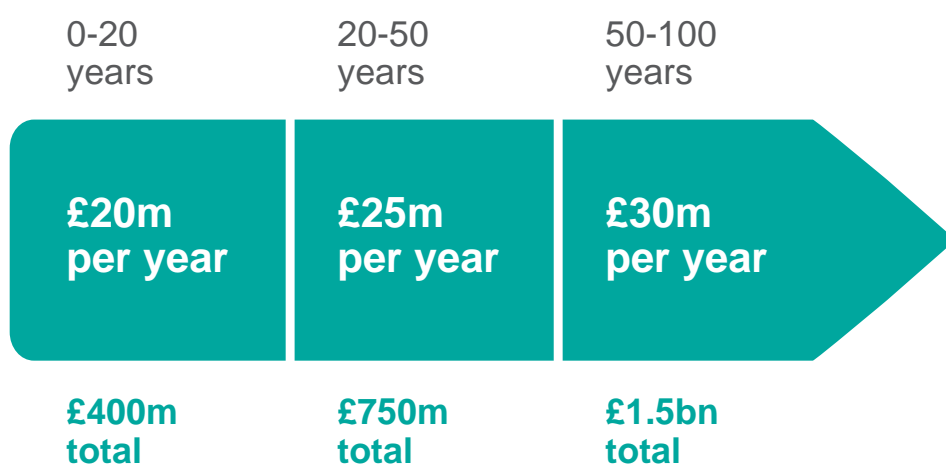 0-20
years
20-50
years
50-100
years
£20m
per year
£25m
per year
£30m
per year
£400m
total
£750m
total
£1.5bn
total